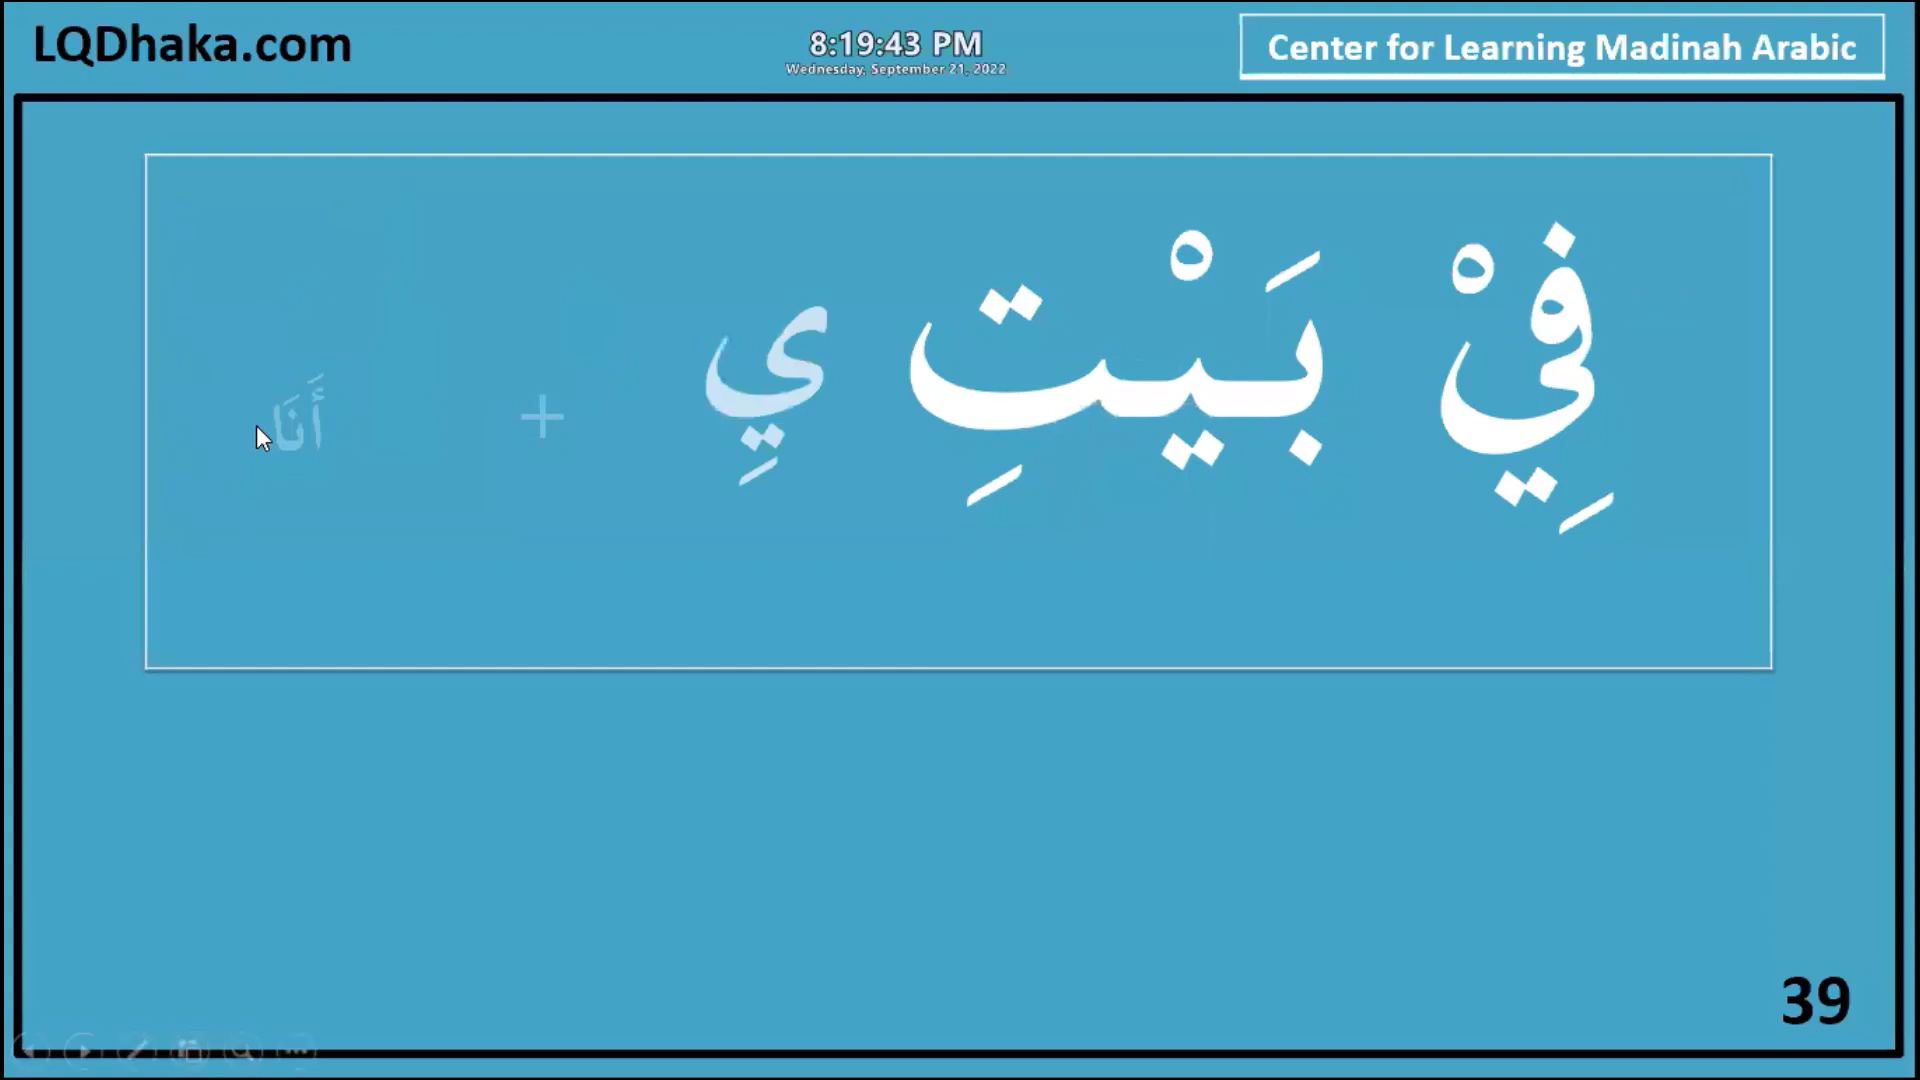 LQDhaka.com
8:19:43 PM
Wednesday, September 21, 2022
Center for Learning Madinah Arabic
فِيْ بَيْتِ يِ + أَنَا
39